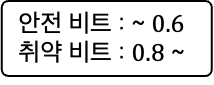 안전 비트 : ~ 0.6
취약 비트 : 0.8 ~